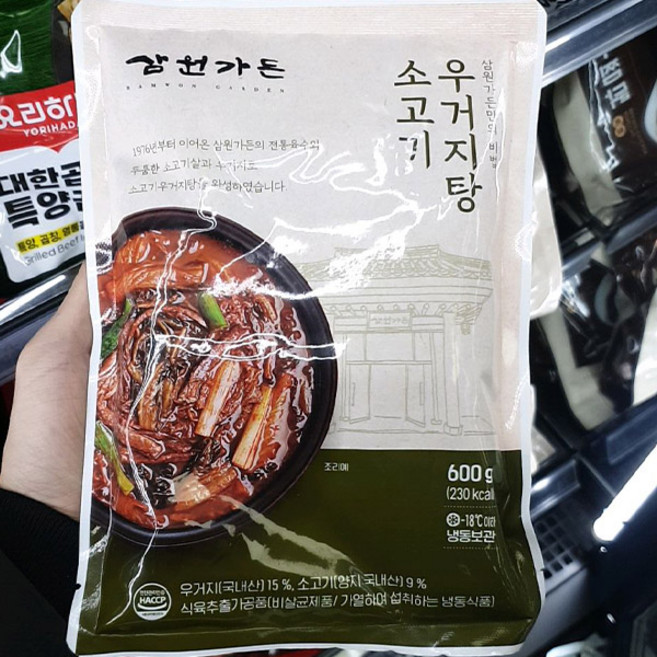 삼원가든
SAMWON GARDEN
삼원가든만의 비법
소고기
우거지탕
1976년부터 이어온 삼원가든의 전통육수와
푸품한 소고기살과 우거지로
소고기우거지탕을 완성하였습니다.
삼원가든
조리예
600 g
(230 kcal)
-18℃ 이하
냉동보관
HACCP
우거지(국내산) 15 %, 소고기(양지 국내산) 9 %
식육추출가공품(비살균제품/ 가열하여 섭취하는 냉동식품)
요리하다
YORIHADA
대한곱
특양
특양, 곱창,
Grilled Beef